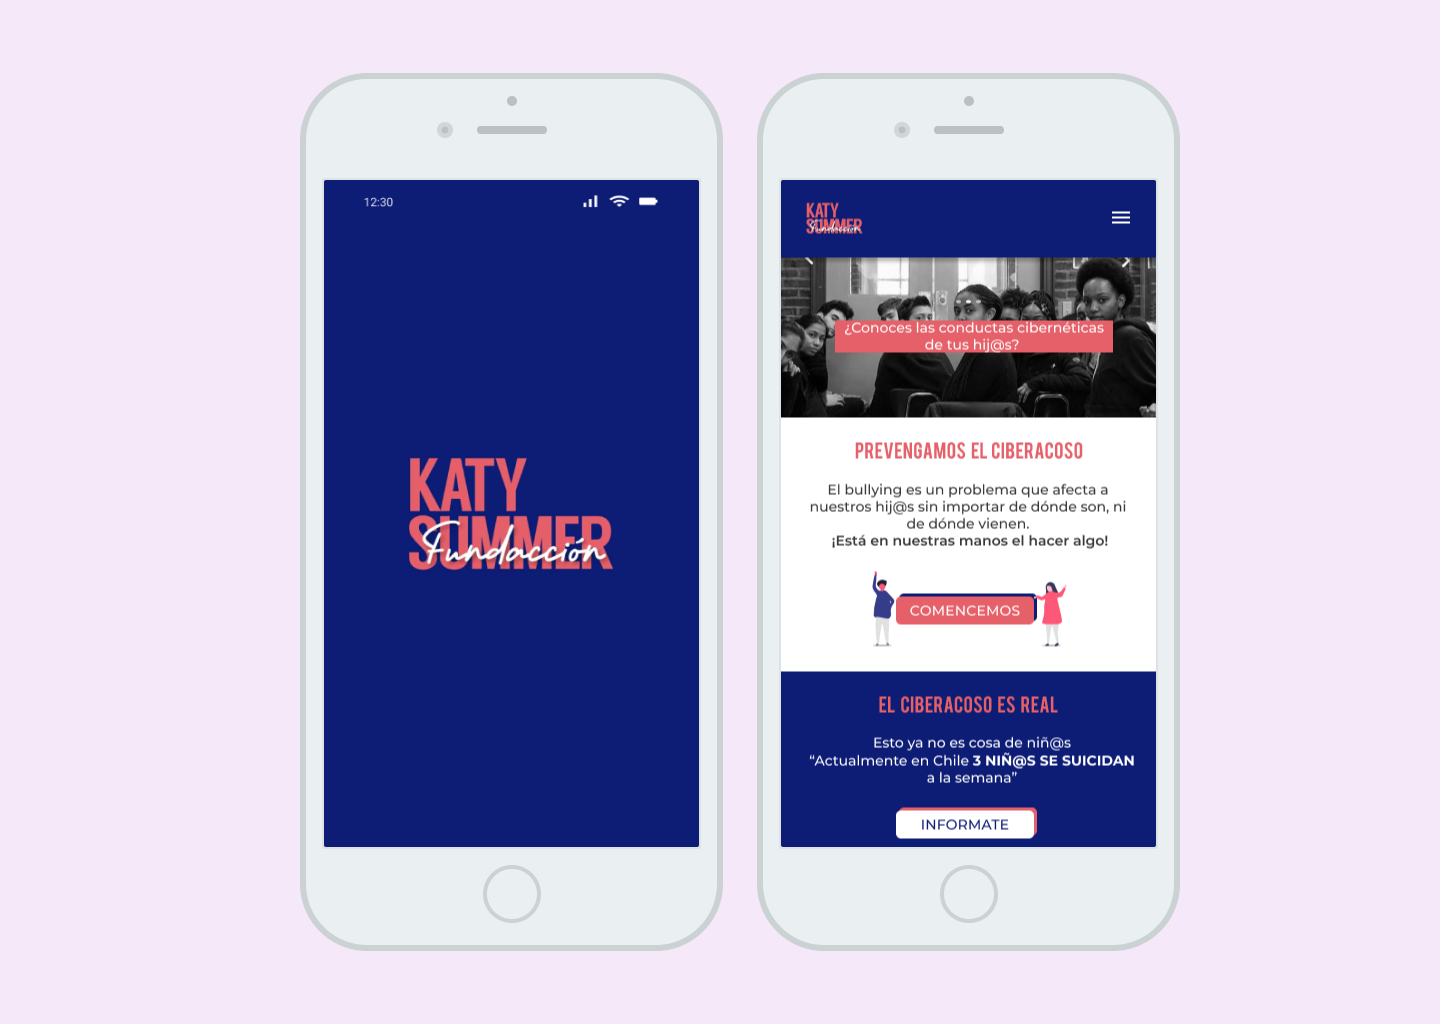 12:30
KATY
SUMMER
Fundacción
KATY
SUMMER
Fundacción
¿Conoces las conductas cibernéticas
de tus hij@s?
PREVENGAMOS EL CIBERACOSO
El bullying es un problema que afecta a
nuestros hij@s sin importar de dónde son, ni
de dónde vienen.
¡Está en nuestras manos el hacer algo!
COMENCEMOS
EL CIBERACOSO ES REAL
Esto ya no es cosa de niñ@s
“Actualmente en Chile 3 NIÑ@S SE SUICIDAN
a la semana”
INFORMATE